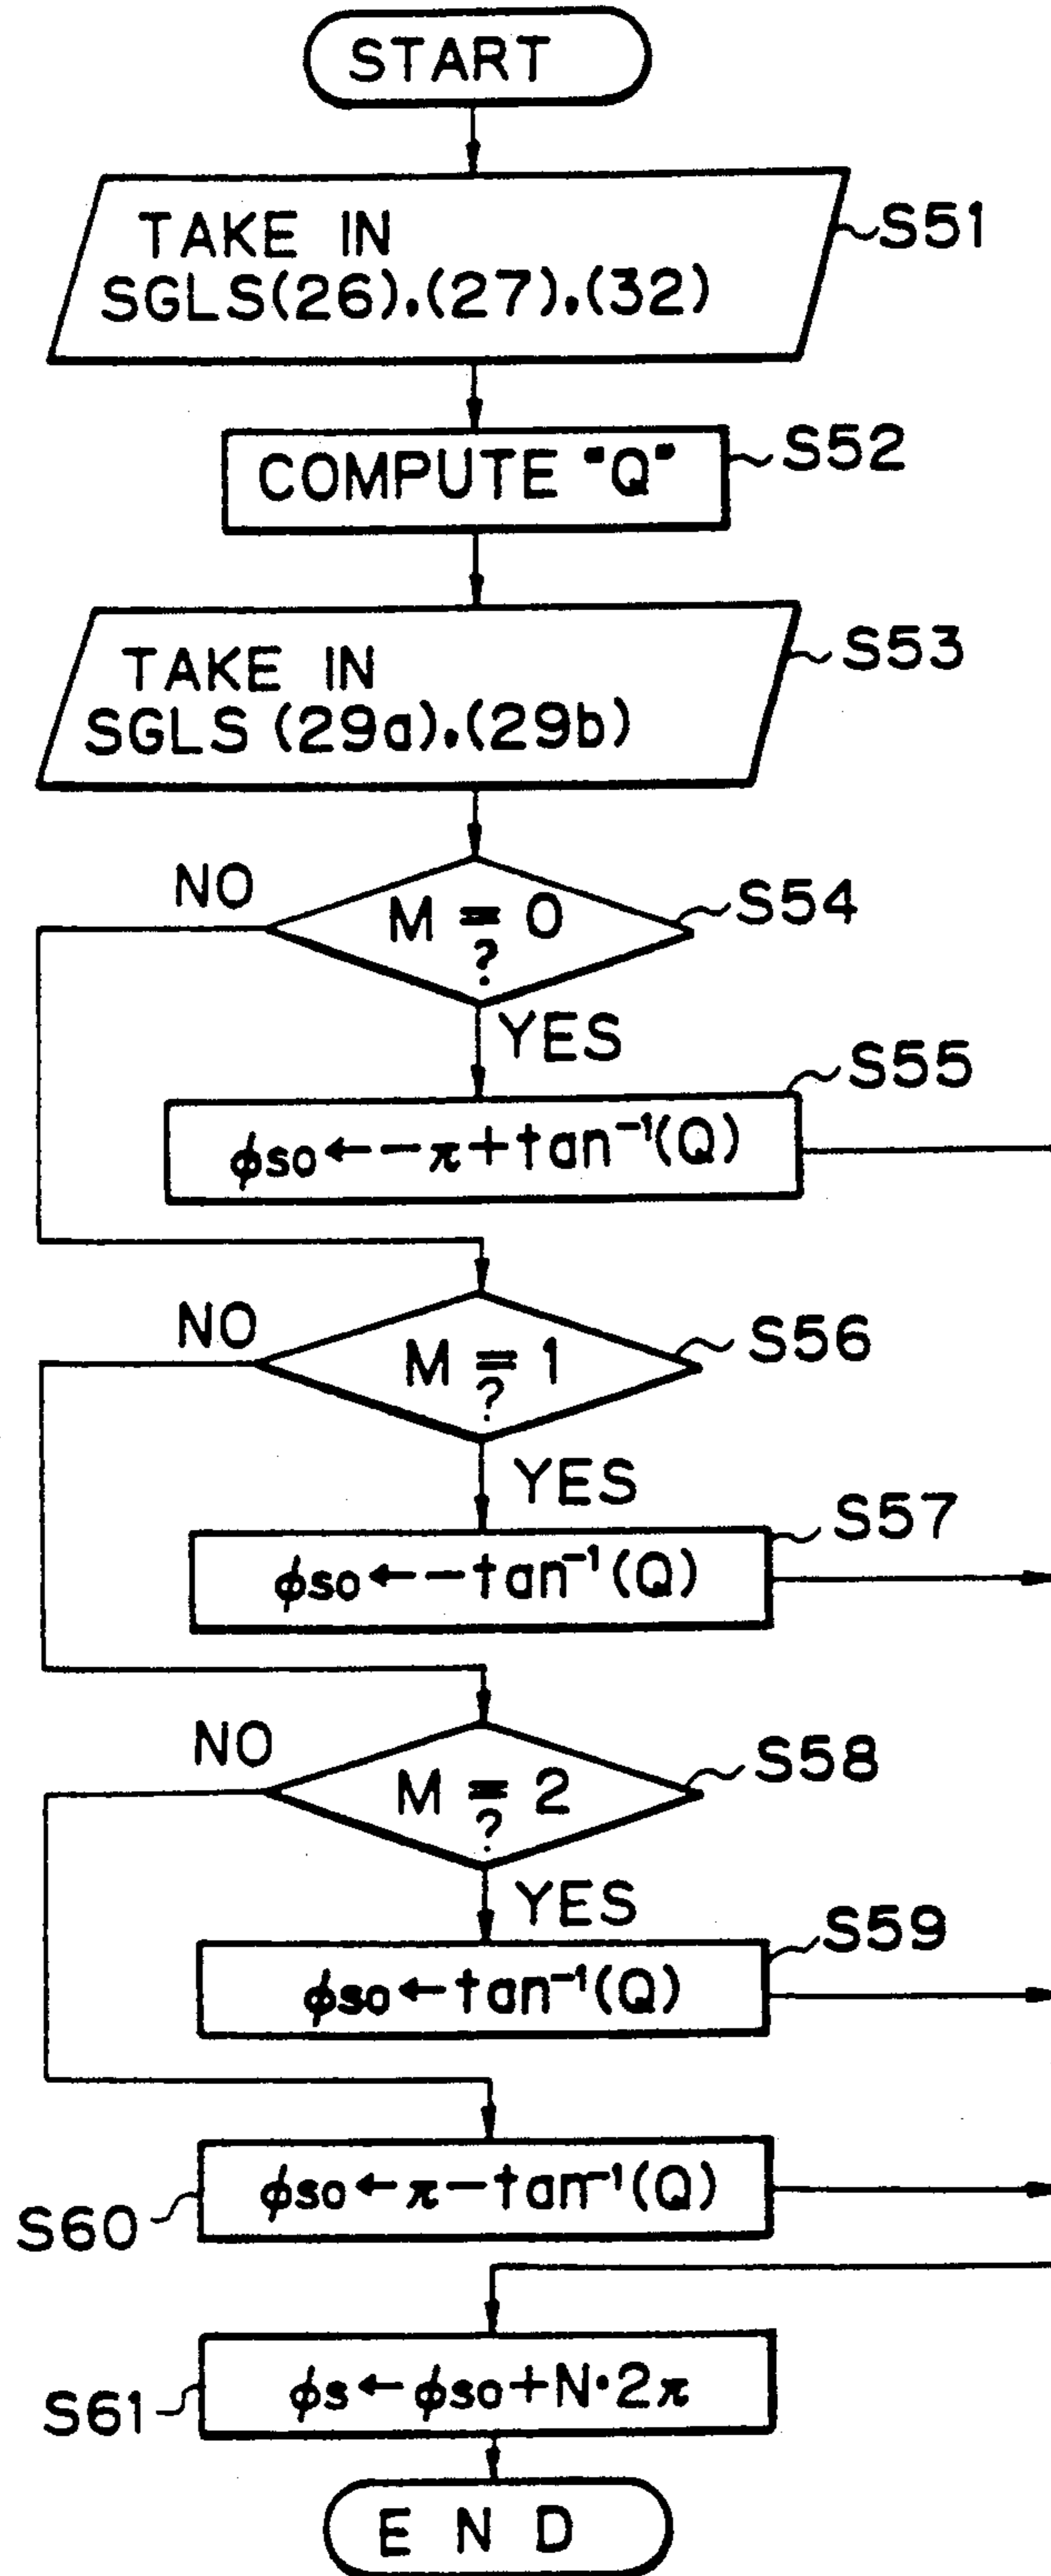 START
TAKE IN
SGLS(26).(27).(32)
S51
COMPUTE "Q"
S52
TAKE IN
SGLS (29a).(29b)
S53
NO
M = 0
?
S54
YES
S55
ϕso←-π+tan⁻¹(Q)
NO
M = 1
?
S56
YES
S57
ϕso←-tan⁻¹(Q)
NO
M = 2
?
S58
YES
S59
ϕso←tan⁻¹(Q)
ϕso←π-tan⁻¹(Q)
S60
ϕs←ϕso+N·2π
S61
END